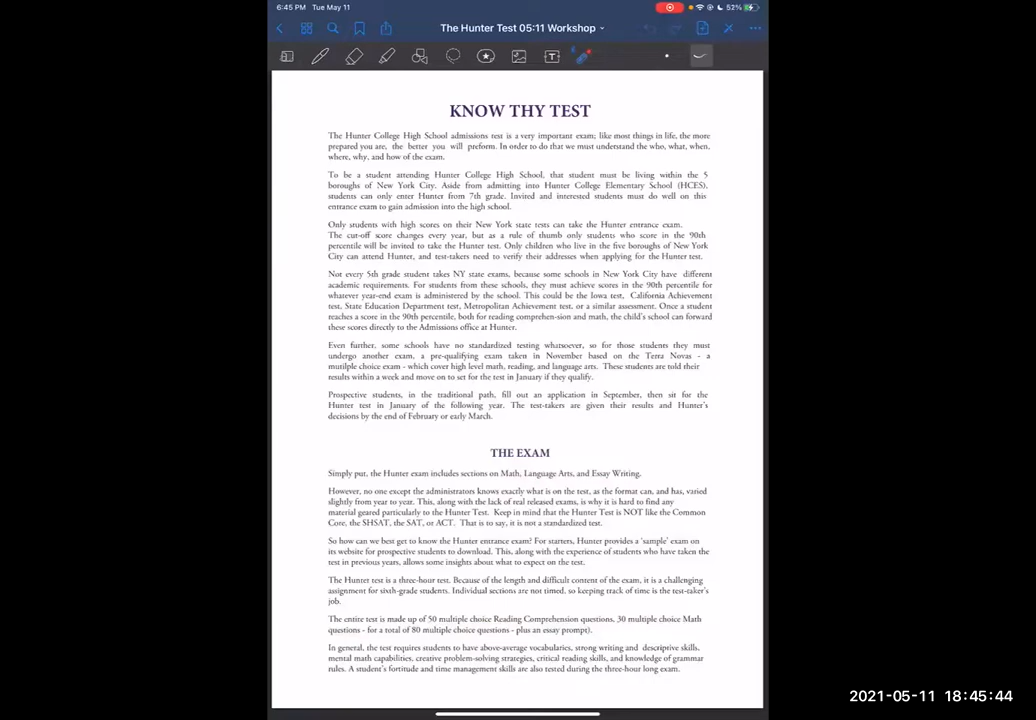 6:45 PM Tue May 11
52%
The Hunter Test 05:11 Workshop
KNOW THY TEST
The Hunter College High School admissions test is a very important exam; like most things in life, the more
prepared you are, the better you will preform. In order to do that we must understand the who, what, when,
where, why, and how of the exam.
To be a student attending Hunter College High School, that student must be living within the 5
boroughs of New York City. Aside from admitting into Hunter College Elementary School (HCES),
students can only enter Hunter from 7th grade. Invited and interested students must do well on this
entrance exam to gain admission into the high school.
Only students with high scores on their New York state tests can take the Hunter entrance exam.
The cut-off score changes every year, but as a rule of thumb only students who score in the 90th
percentile will be invited to take the Hunter test. Only children who live in the five boroughs of New York
City can attend Hunter, and test-takers need to verify their addresses when applying for the Hunter test.
Not every 5th grade student takes NY state exams, because some schools in New York City have different
academic requirements. For students from these schools, they must achieve scores in the 90th percentile for
whatever year-end exam is administered by the school. This could be the Iowa test, California Achievement
test, State Education Department test, Metropolitan Achievement test, or a similar assessment. Once a student
reaches a score in the 90th percentile, both for reading comprehen-sion and math, the child's school can forward
these scores directly to the Admissions office at Hunter.
Even further, some schools have no standardized testing whatsoever, so for those students they must
undergo another exam, a pre-qualifying exam taken in November based on the Terra Novas - a
mutilple choice exam - which cover high level math, reading, and language arts. These students are told their
results within a week and move on to set for the test in January if they qualify.
Prospective students, in the traditional path, fill out an application in September, then sit for the
Hunter test in January of the following year. The test-takers are given their results and Hunter's
decisions by the end of February or early March.
THE EXAM
Simply put, the Hunter exam includes sections on Math, Language Arts, and Essay Writing.
However, no one except the administrators knows exactly what is on the test, as the format can, and has, varied
slightly from year to year. This, along with the lack of real released exams, is why it is hard to find any
material geared particularly to the Hunter Test. Keep in mind that the Hunter Test is NOT like the Common
Core, the SHSAT, the SAT, or ACT. That is to say, it is not a standardized test.
So how can we best get to know the Hunter entrance exam? For starters, Hunter provides a 'sample' exam on
its website for prospective students to download. This, along with the experience of students who have taken the
test in previous years, allows some insights about what to expect on the test.
The Hunter test is a three-hour test. Because of the length and difficult content of the exam, it is a challenging
assignment for sixth-grade students. Individual sections are not timed, so keeping track of time is the test-taker's
job.
The entire test is made up of 50 multiple choice Reading Comprehension questions, 30 multiple choice Math
questions - for a total of 80 multiple choice questions - plus an essay prompt).
In general, the test requires students to have above-average vocabularies, strong writing and descriptive skills,
mental math capabilities, creative problem-solving strategies, critical reading skills, and knowledge of grammar
rules. A student's fortitude and time management skills are also tested during the three-hour long exam.
2021-05-11 18:45:44